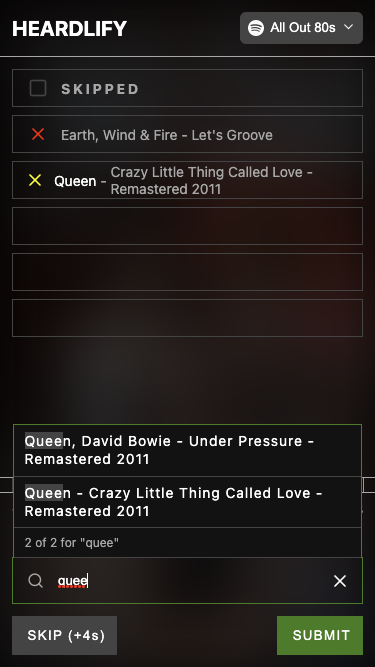 HEARDLIFY
All Out 80s
SKIPPED
Earth, Wind & Fire - Let's Groove
Queen - Crazy Little Thing Called Love -
Remastered 2011
Queen, David Bowie - Under Pressure -
Remastered 2011
Queen - Crazy Little Thing Called Love -
Remastered 2011
2 of 2 for "quee"
quee
SKIP (+4s)
SUBMIT